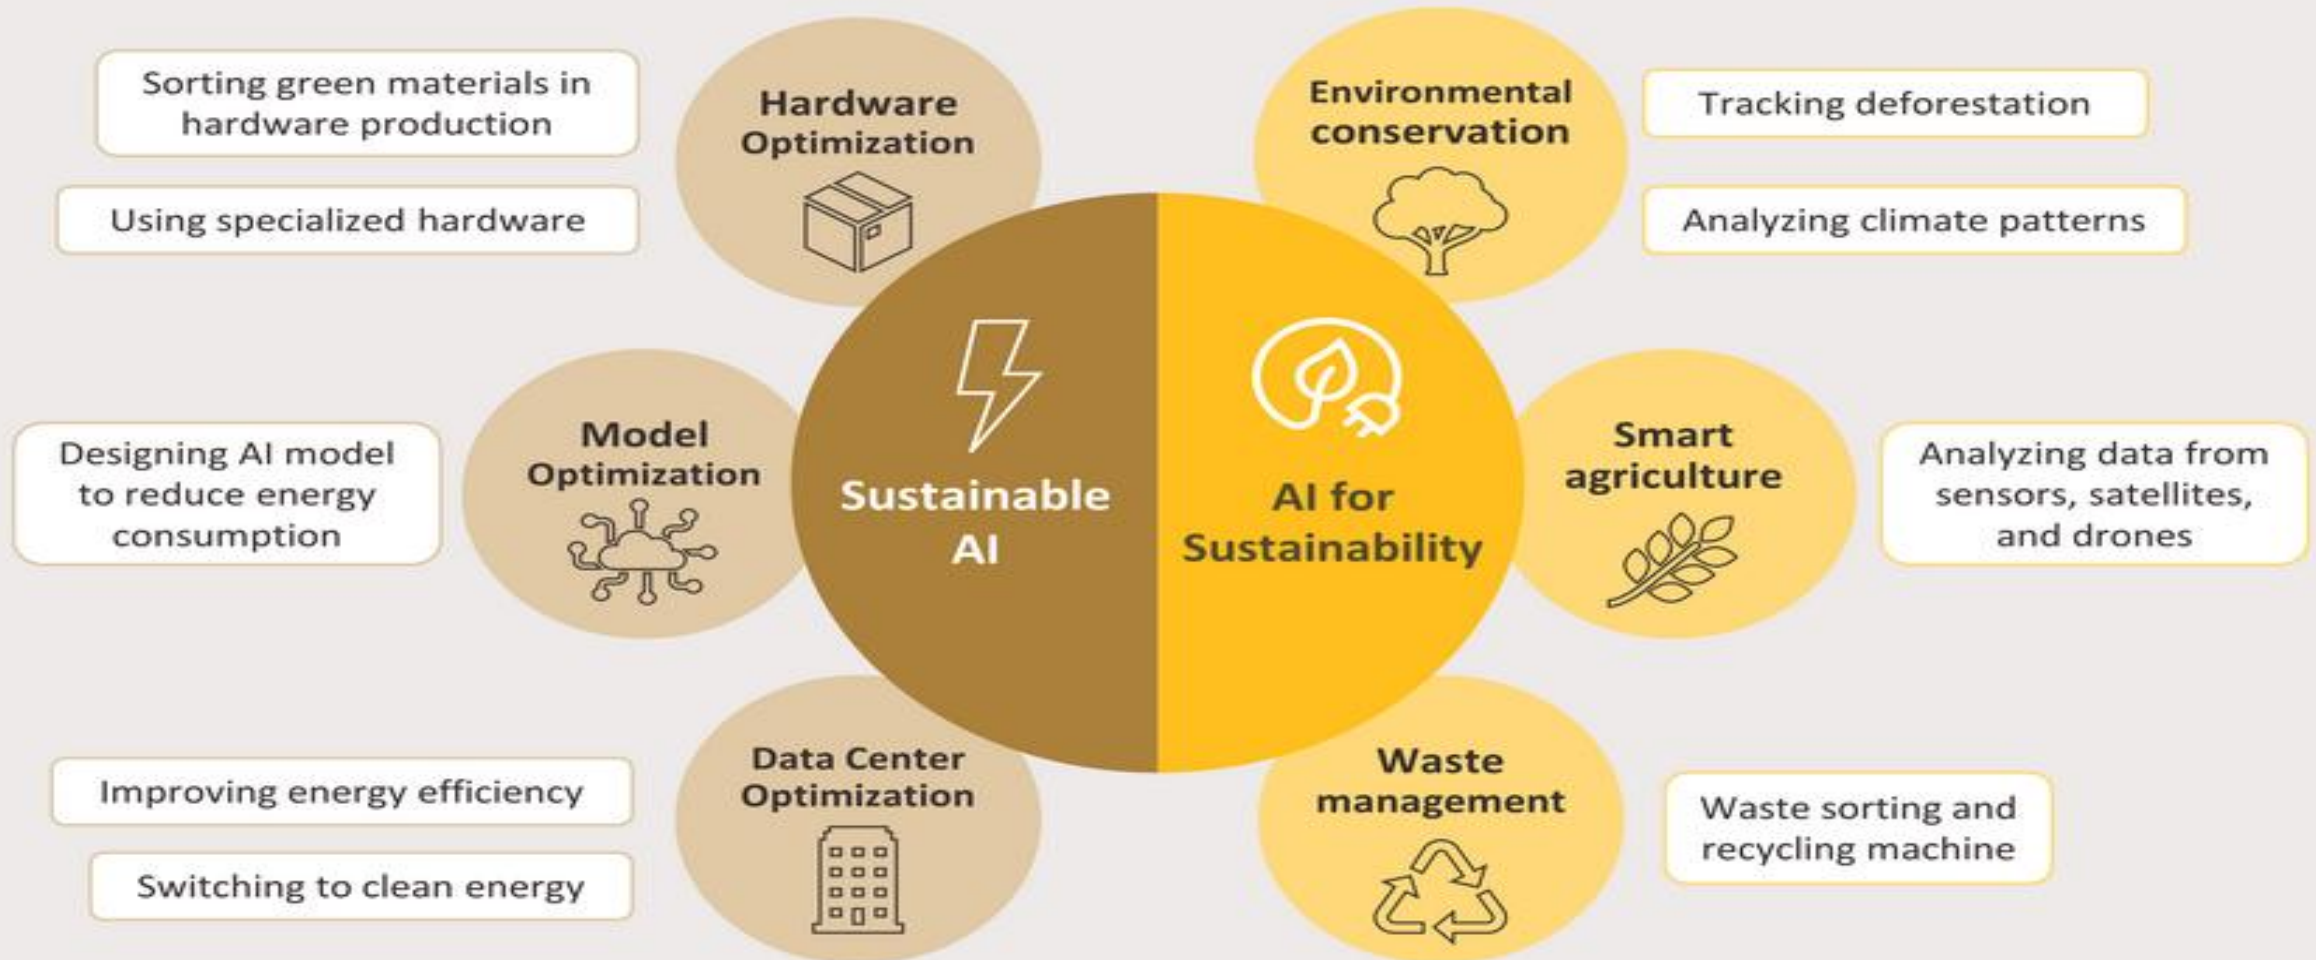 Sorting green materials in
hardware production
Using specialized hardware
Hardware
Optimization
Designing AI model
to reduce energy
consumption
Model
Optimization
Improving energy efficiency
Switching to clean energy
Data Center
Optimization
Sustainable
AI
AI for
Sustainability
Environmental
conservation
Tracking deforestation
Analyzing climate patterns
Smart
agriculture
Analyzing data from
sensors, satellites,
and drones
Waste
management
Waste sorting and
recycling machine